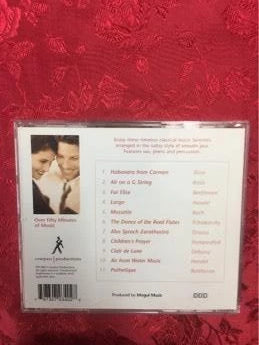 Enjoy these timeless classical music favorites
arranged in the sultry style of smooth jazz.
Features sax, piano and percussion.
1 Habanera from Carmen Bizet
2 Air on a G String Bach
3 Fur Elise Beethoven
4 Largo Handel
5 Musette Bach
6 The Dance of the Reed Flutes Tchaikovsky
7 Also Sprach Zarathustra Strauss
8 Children's Prayer Humperdinck
9 Clair de Lune Debussy
10 Air from Water Music Handel
11 Pathetique Beethoven
Over Fifty Minutes
of Music
compass productions
Produced by Mogul Music